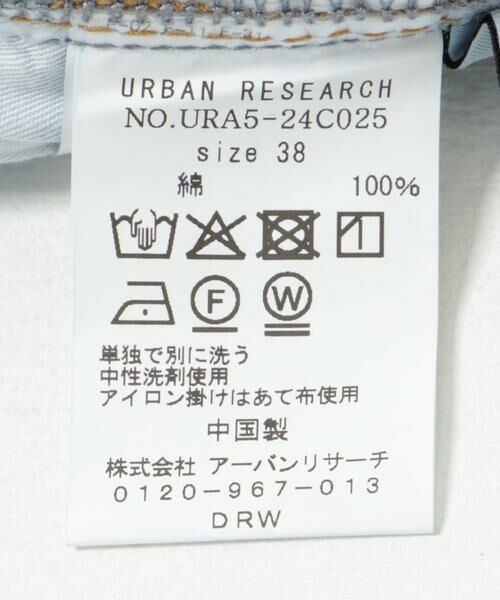 URBAN RESEARCH
NO.URA5-24C025
size 38
綿 100%
F W
単独で別に洗う
中性洗剤使用
アイロン掛けはあて布使用
中国製
株式会社 アーバンリサーチ
0120-967-013
DRW